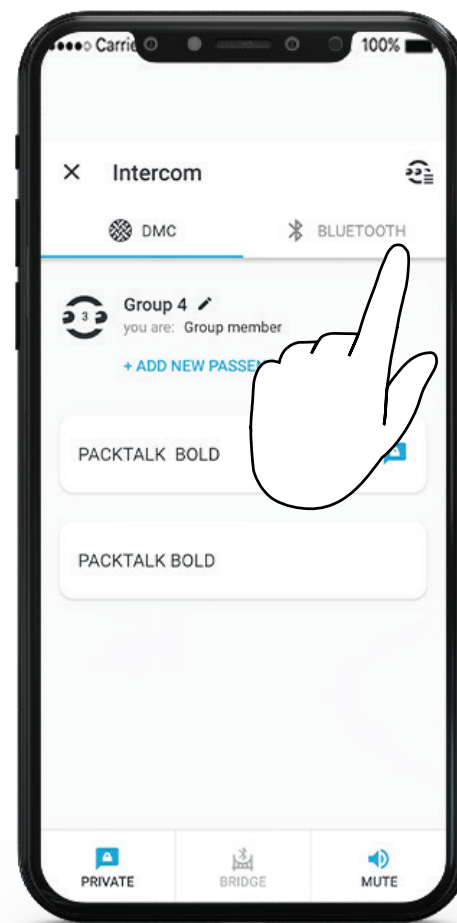 Carrie 100%
Intercom
DMC BLUETOOTH
3 Group 4
you are: Group member
+ ADD NEW PASSEN
PACKTALK BOLD
PACKTALK BOLD
PRIVATE BRIDGE MUTE